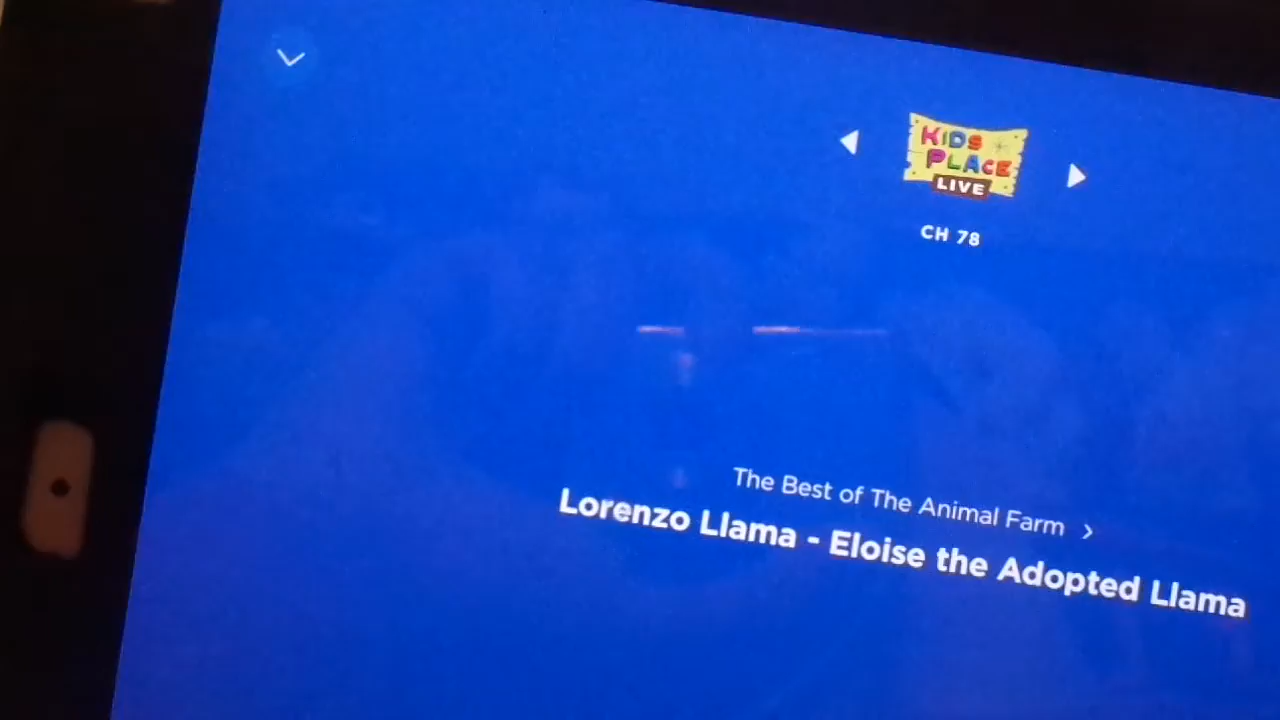 KIDS
PLACE
LIVE
CH 78
The Best of The Animal Farm
Lorenzo Llama - Eloise the Adopted Llama